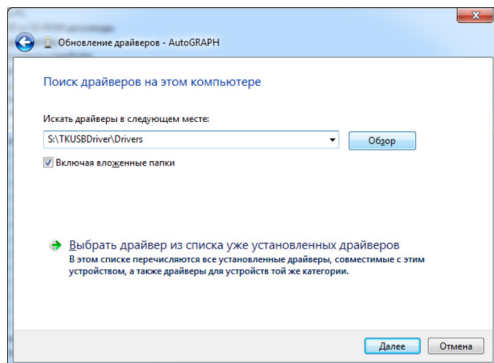 Обновление драйверов - AutoGRAPH
Поиск драйверов на этом компьютере
Искать драйверы в следующем месте:
S:\TKUSBDriver\Drivers
Обзор
Включая вложенные папки
Выбрать драйвер из списка уже установленных драйверов
В этом списке перечисляются все установленные драйверы, совместимые с этим
устройством, а также драйверы для устройств той же категории.
Далее
Отмена